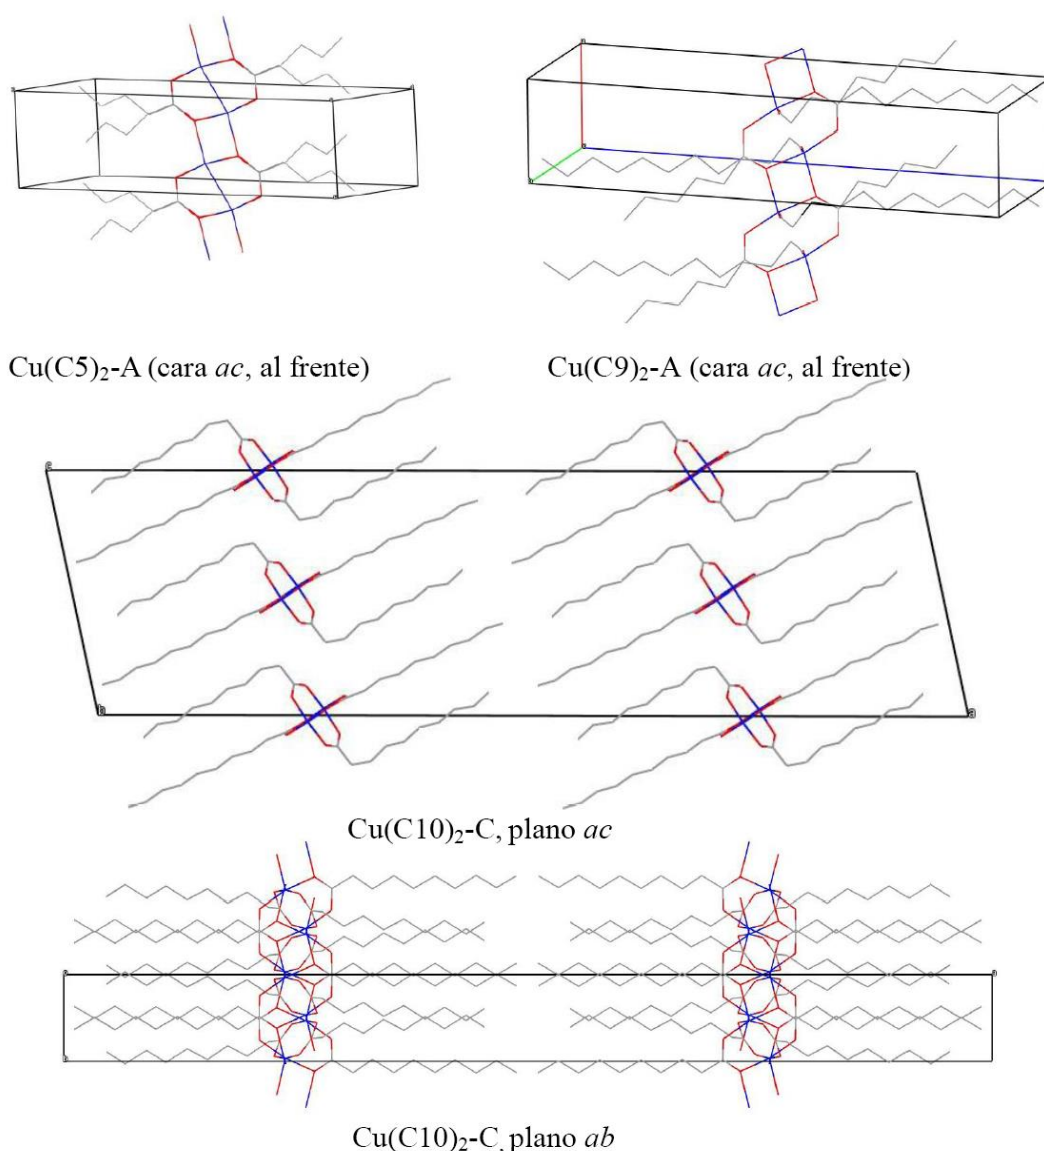 Cu(C5)₂-A (cara ac, al frente)
Cu(C9)₂-A (cara ac, al frente)
Cu(C10)₂-C, plano ac
Cu(C10)₂-C, plano ab